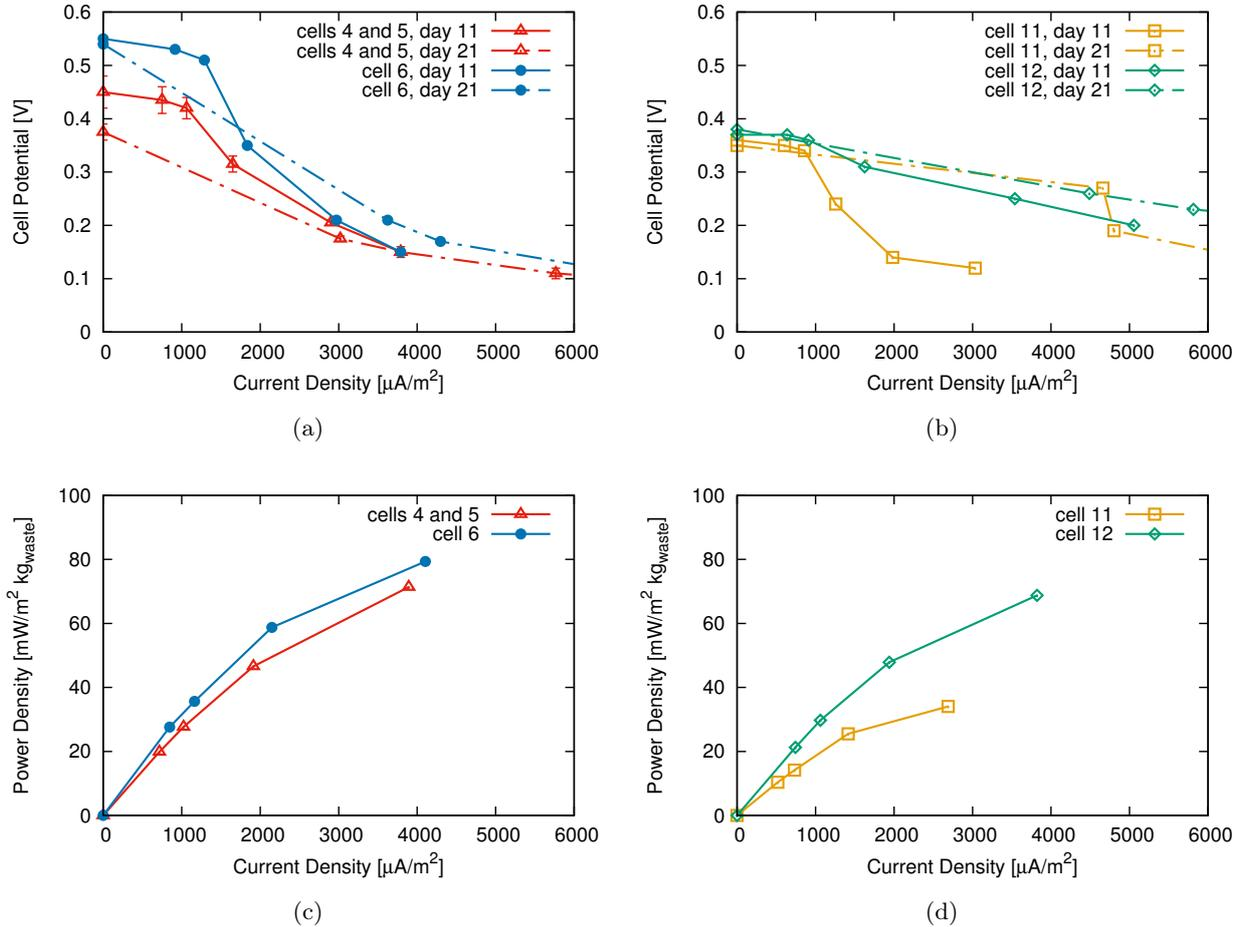 0.6
0.5
0.4
0.3
0.2
0.1
0
Cell Potential [V]
cells 4 and 5, day 11
cells 4 and 5, day 21
cell 6, day 11
cell 6, day 21
0 1000 2000 3000 4000 5000 6000
Current Density [μA/m²]
(a)
0.6
0.5
0.4
0.3
0.2
0.1
0
Cell Potential [V]
cell 11, day 11
cell 11, day 21
cell 12, day 11
cell 12, day 21
0 1000 2000 3000 4000 5000 6000
Current Density [μA/m²]
(b)
100
80
60
40
20
0
Power Density [mW/m² kgwaste]
cells 4 and 5
cell 6
0 1000 2000 3000 4000 5000 6000
Current Density [μA/m²]
(c)
100
80
60
40
20
0
Power Density [mW/m² kgwaste]
cell 11
cell 12
0 1000 2000 3000 4000 5000 6000
Current Density [μA/m²]
(d)